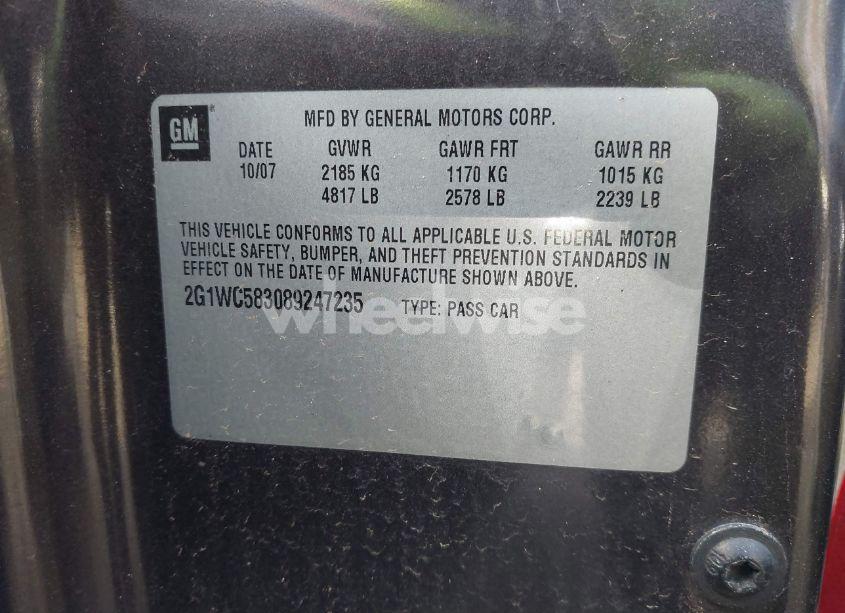 GM
MFD BY GENERAL MOTORS CORP.
DATE GVWR GAWR FRT GAWR RR
10/07 2185 KG 1170 KG 1015 KG
4817 LB 2578 LB 2239 LB
THIS VEHICLE CONFORMS TO ALL APPLICABLE U.S. FEDERAL MOTOR
VEHICLE SAFETY, BUMPER, AND THEFT PREVENTION STANDARDS IN
EFFECT ON THE DATE OF MANUFACTURE SHOWN ABOVE.
2G1WC583089247235 TYPE: PASS CAR
wheelwise